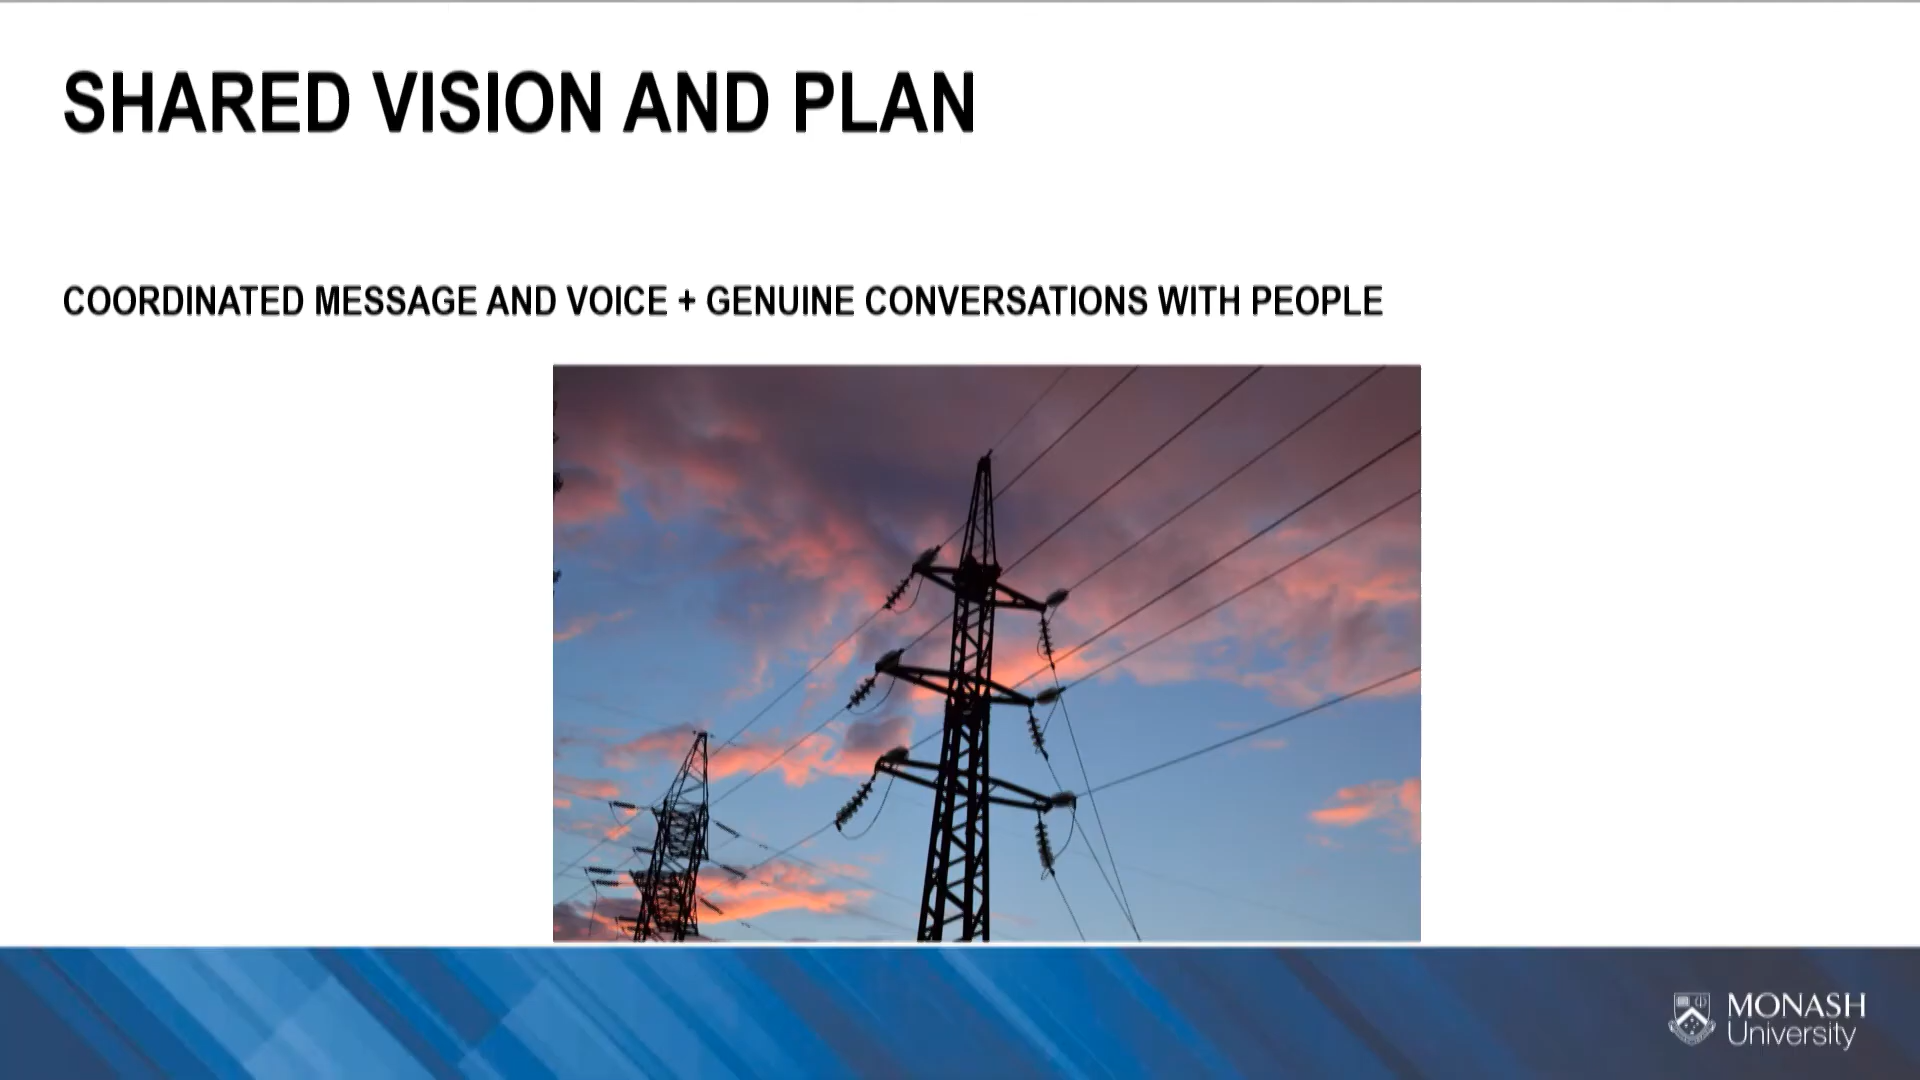 SHARED VISION AND PLAN
COORDINATED MESSAGE AND VOICE + GENUINE CONVERSATIONS WITH PEOPLE
MONASH
University